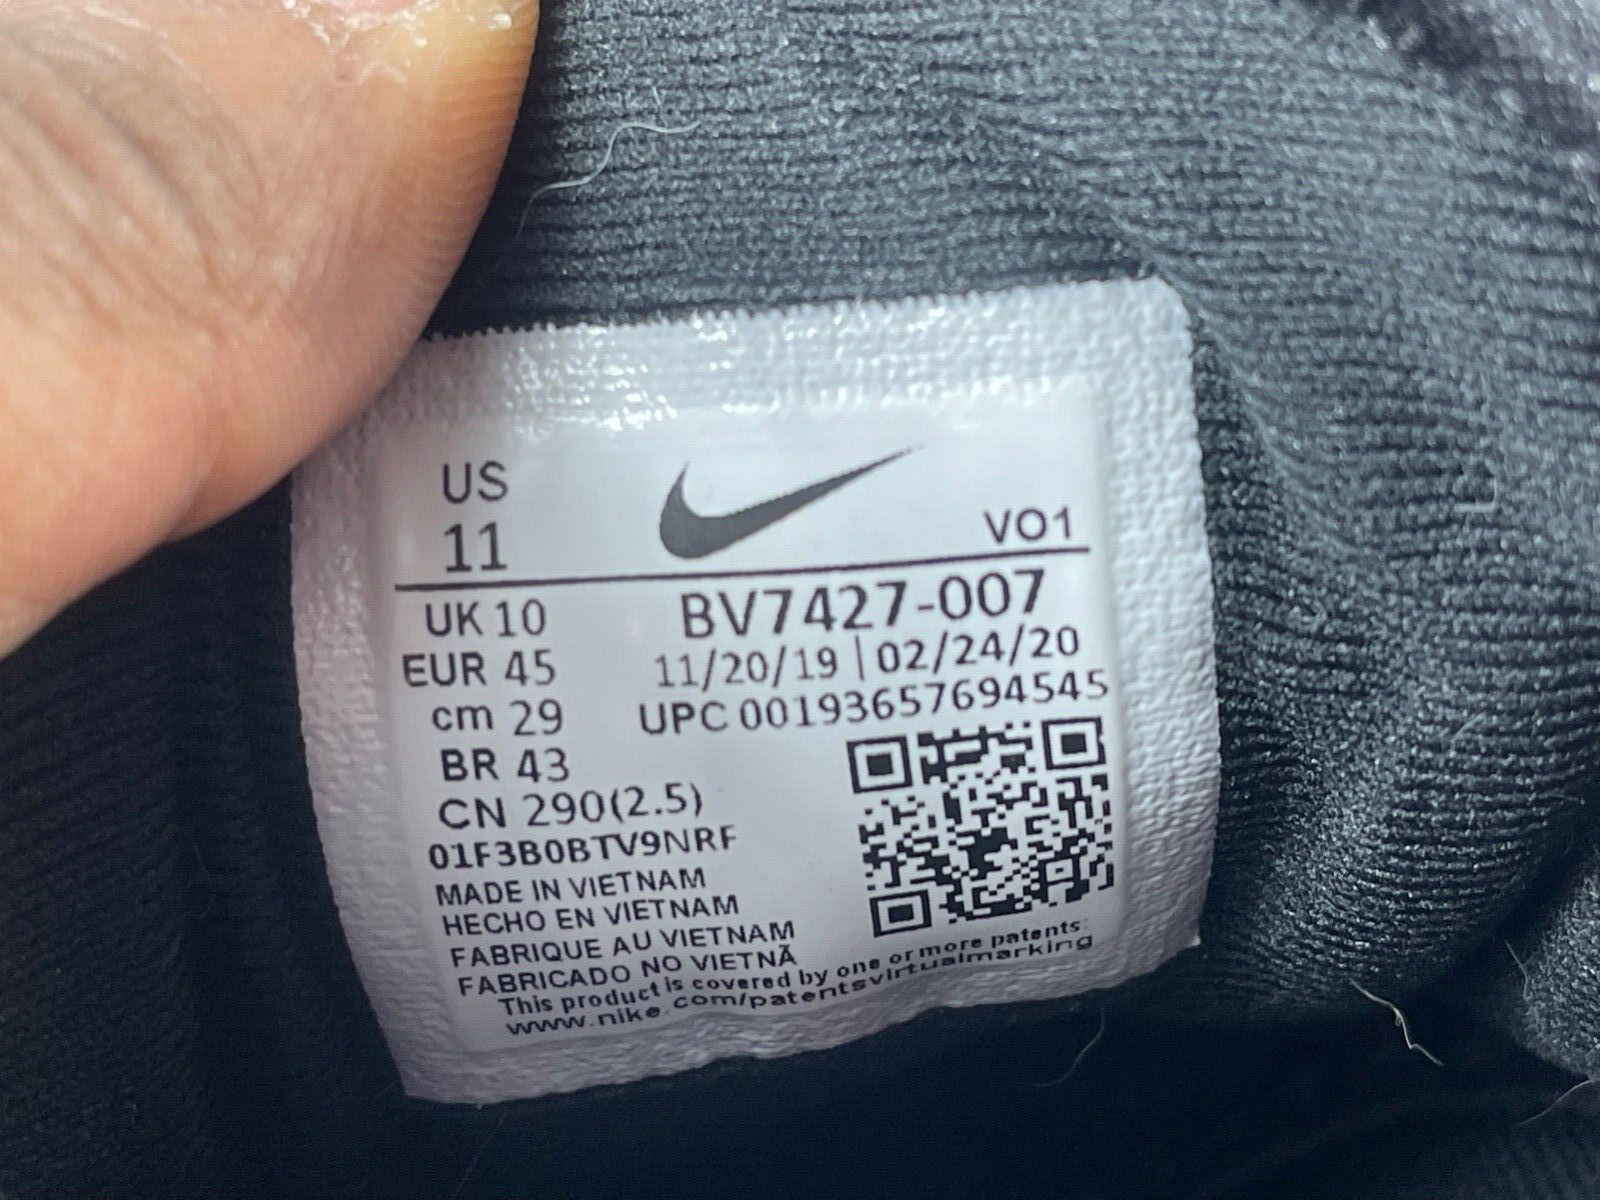 US
11
VO1
UK 10
BV7427-007
EUR 45
11/20/19 | 02/24/20
cm 29
UPC 00193657694545
BR 43
CN 290(2.5)
01F3B0BTV9NRF
MADE IN VIETNAM
HECHO EN VIETNAM
FABRIQUE AU VIETNAM
FABRICADO NO VIETNÃ
This product is covered by one or more patents:
www.nike.com/patentsvirtualmarking